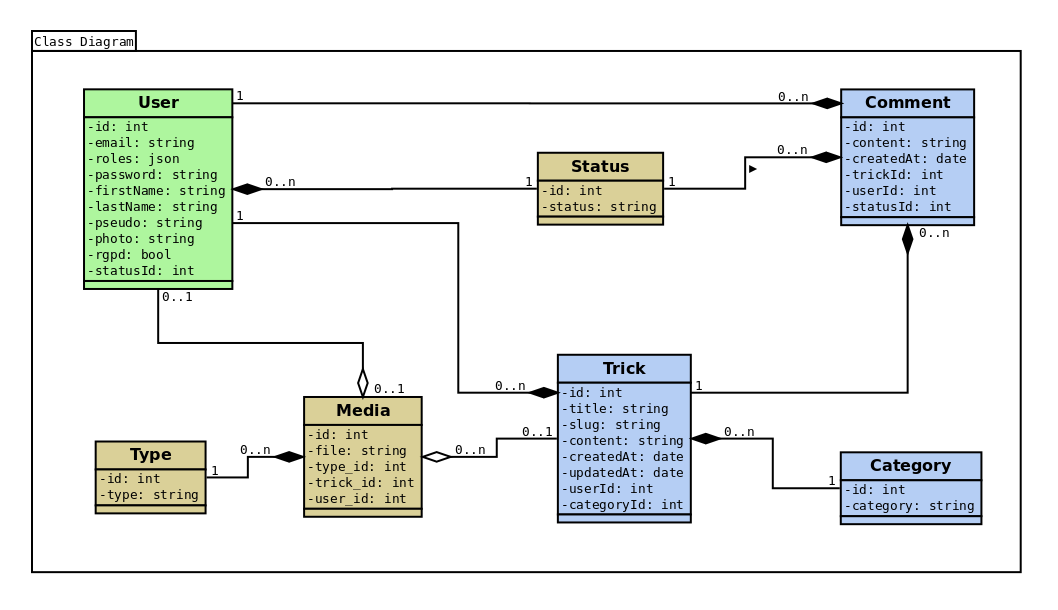 Class Diagram
User
-id: int
-email: string
-roles: json
-password: string
-firstName: string
-lastName: string
-pseudo: string
-photo: string
-rgpd: bool
-statusId: int
1
0..n
1
0..1
0..n
0..n
Comment
-id: int
-content: string
-createdAt: date
-trickId: int
-userId: int
-statusId: int
0..n
1
Status
-id: int
-status: string
1
0..1
Media
-id: int
-file: string
-type_id: int
-trick_id: int
-user_id: int
0..n
0..n
Type
-id: int
-type: string
1
0..n
0..1
Trick
-id: int
-title: string
-slug: string
-content: string
-createdAt: date
-updatedAt: date
-userId: int
-categoryId: int
1
0..n
1
Category
-id: int
-category: string